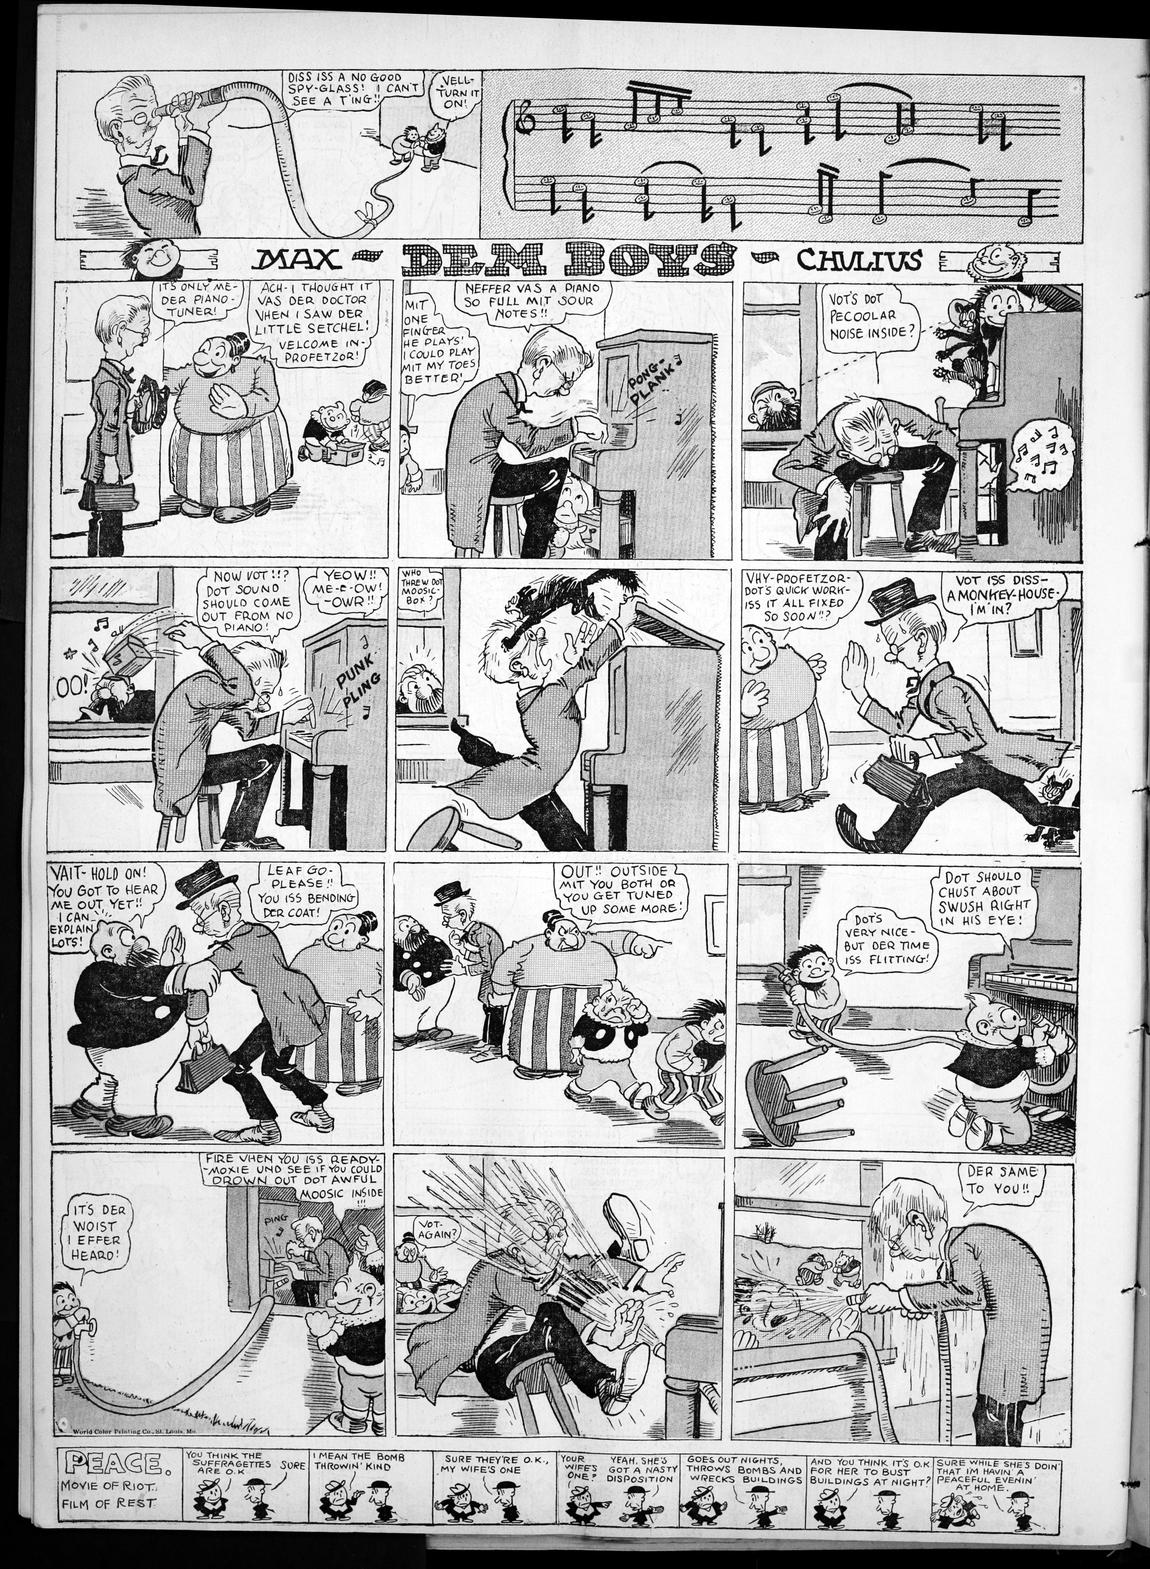 DISS ISS A NO GOOD
SPY-GLASS! I CAN'T
SEE A T'ING!!
VELL-
TURN IT
ON!
MAX - DEM BOYS - CHULIUS
IT'S ONLY ME-
DER PIANO-
TUNER!
ACH-I THOUGHT IT
VAS DER DOCTOR
VHEN I SAW DER
LITTLE SETCHEL!
VELCOME IN-
PROFETZOR!
MIT
ONE
FINGER
HE PLAYS!
I COULD PLAY
MIT MY TOES
BETTER!
NEFFER VAS A PIANO
SO FULL MIT SOUR
NOTES!!
PONG-
PLANK
VOT'S DOT
PECOOLAR
NOISE INSIDE?
OO!
NOW VOT!!?
DOT SOUND
SHOULD COME
OUT FROM NO
PIANO!
YEOW!!
ME-E-OW!
-OWR!!
PUNK
PLING
WHO
THREW DOT
MOOSIC-
BOX?
VHY-PROFETZOR-
DOT'S QUICK WORK-
ISS IT ALL FIXED
SO SOON!!?
VOT ISS DISS-
A MONKEY-HOUSE-
I'M IN?
VAIT-HOLD ON!
YOU GOT TO HEAR
ME OUT YET!!
I CAN
EXPLAIN
LOTS!
LEAF GO-
PLEASE!!
YOU ISS BENDING
DER COAT!
OUT!! OUTSIDE
MIT YOU BOTH OR
YOU GET TUNED
UP SOME MORE!
DOT'S
VERY NICE-
BUT DER TIME
ISS FLITTING!
DOT SHOULD
CHUST ABOUT
SWUSH RIGHT
IN HIS EYE!
IT'S DER
WOIST
I EFFER
HEARD!
FIRE VHEN YOU ISS READY-
-MOXIE UND SEE IF YOU COULD
DROWN OUT DOT AWFUL
MOOSIC INSIDE
!!!
PING
World Color Printing Co., St. Louis, Mo.
VOT-
AGAIN?
DER SAME
TO YOU!!
PEACE.
MOVIE OF RIOT.
FILM OF REST
YOU THINK THE
SUFFRAGETTES
ARE O.K
SURE
I MEAN THE BOMB
THROWIN' KIND
SURE THEY'RE O.K.,
MY WIFE'S ONE
YOUR
WIFE'S
ONE?
YEAH. SHE'S
GOT A NASTY
DISPOSITION
GOES OUT NIGHTS,
THROWS BOMBS AND
WRECKS BUILDINGS
AND YOU THINK IT'S O.K
FOR HER TO BUST
BUILDINGS AT NIGHT?
SURE WHILE SHE'S DOIN'
THAT IM HAVIN' A
PEACEFUL EVENIN'
AT HOME.